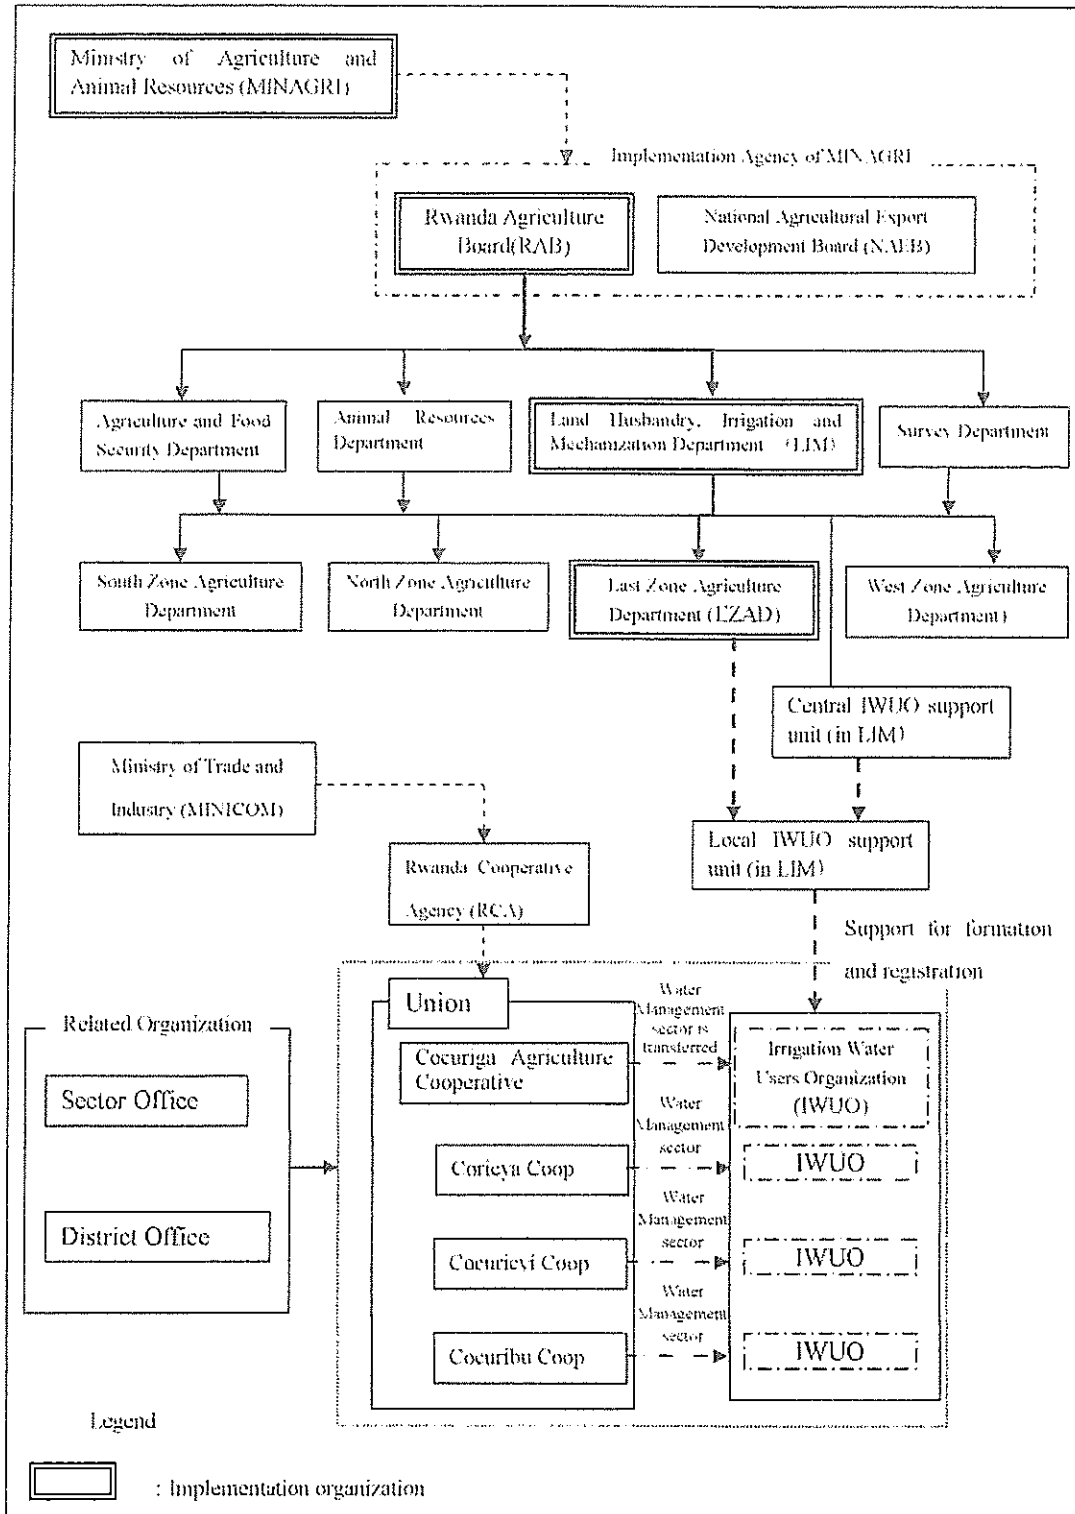 Ministry of Agriculture and
Animal Resources (MINAGRI)
Implementation Agency of MINAGRI
Rwanda Agriculture
Board(RAB)
National Agricultural Export
Development Board (NAEB)
Agriculture and Food
Security Department
Animal Resources
Department
Land Husbandry, Irrigation and
Mechanization Department (LIM)
Survey Department
South Zone Agriculture
Department
North Zone Agriculture
Department
East Zone Agriculture
Department (EZAD)
West Zone Agriculture
Department)
Central IWUO support
unit (in LIM)
Ministry of Trade and
Industry (MINICOM)
Local IWUO support
unit (in LIM)
Rwanda Cooperative
Agency (RCA)
Support for formation
and registration
Union
Water
Management
sector is
transferred
Related Organization
Sector Office
District Office
Cocuriga Agriculture
Cooperative
Irrigation Water
Users Organization
(IWUO)
Water
Management
sector
Coricya Coop
IWUO
Water
Management
sector
Cocuricyi Coop
IWUO
Water
Management
sector
Cocuribu Coop
IWUO
Legend
: Implementation organization